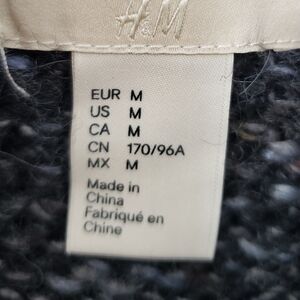 H&M
EUR M
US M
CA M
CN 170/96A
MX M
Made in
China
Fabriqué en
Chine